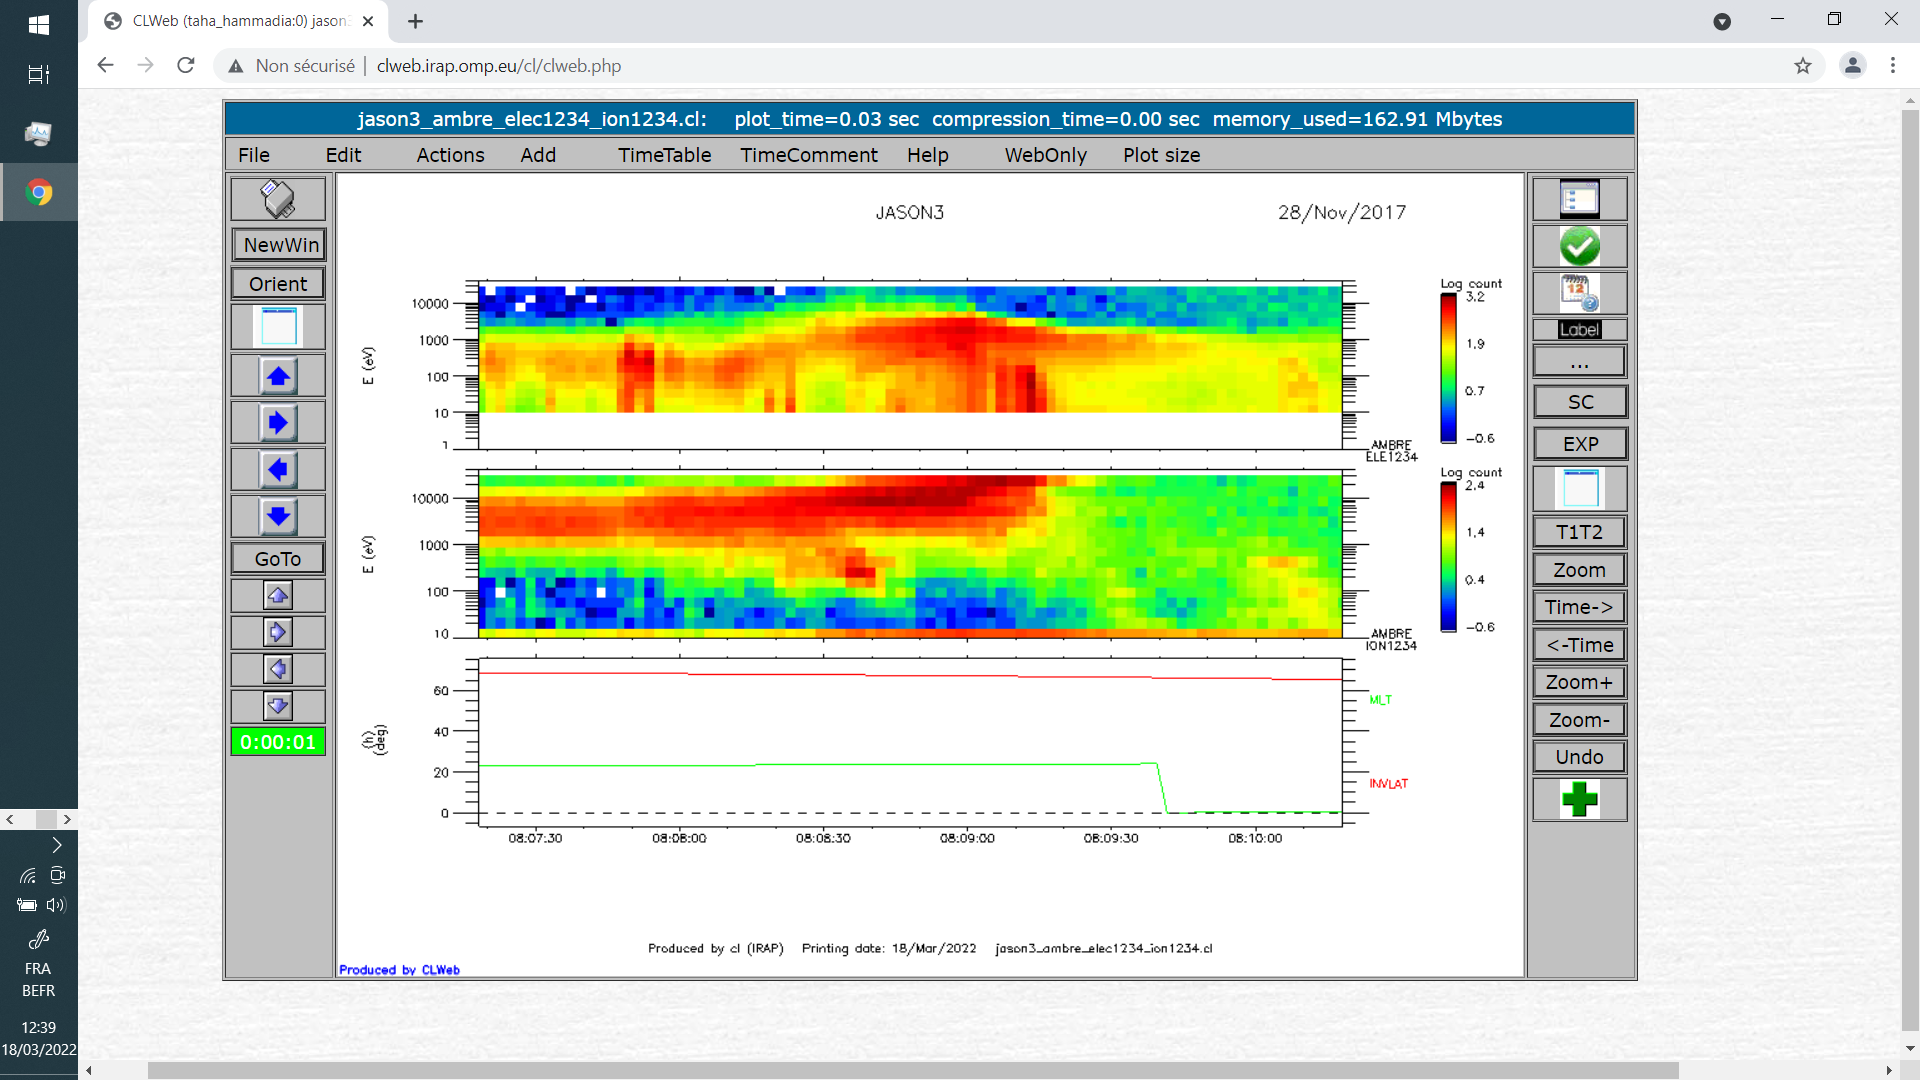 CLWeb (taha_hammadia:0) jason3
Non sécurisé | clweb.irap.omp.eu/cl/clweb.php
jason3_ambre_elec1234_ion1234.cl: plot_time=0.03 sec compression_time=0.00 sec memory_used=162.91 Mbytes
File Edit Actions Add TimeTable TimeComment Help WebOnly Plot size
NewWin
Orient
GoTo
0:00:01
JASON3 28/Nov/2017
10000
1000
100
10
1
E (eV)
Log count
3.2
1.9
0.7
-0.6
AMBRE
ELE1234
10000
1000
100
10
E (eV)
Log count
2.4
1.4
0.4
-0.6
AMBRE
ION1234
60
40
20
0
(h)
(deg)
MLT
INVLAT
08:07:30 08:08:00 08:08:30 08:09:00 08:09:30 08:10:00
Produced by cl (IRAP) Printing date: 18/Mar/2022 jason3_ambre_elec1234_ion1234.cl
Produced by CLWeb
12
Label
...
SC
EXP
T1T2
Zoom
Time->
<-Time
Zoom+
Zoom-
Undo
FRA
BEFR
12:39
18/03/2022